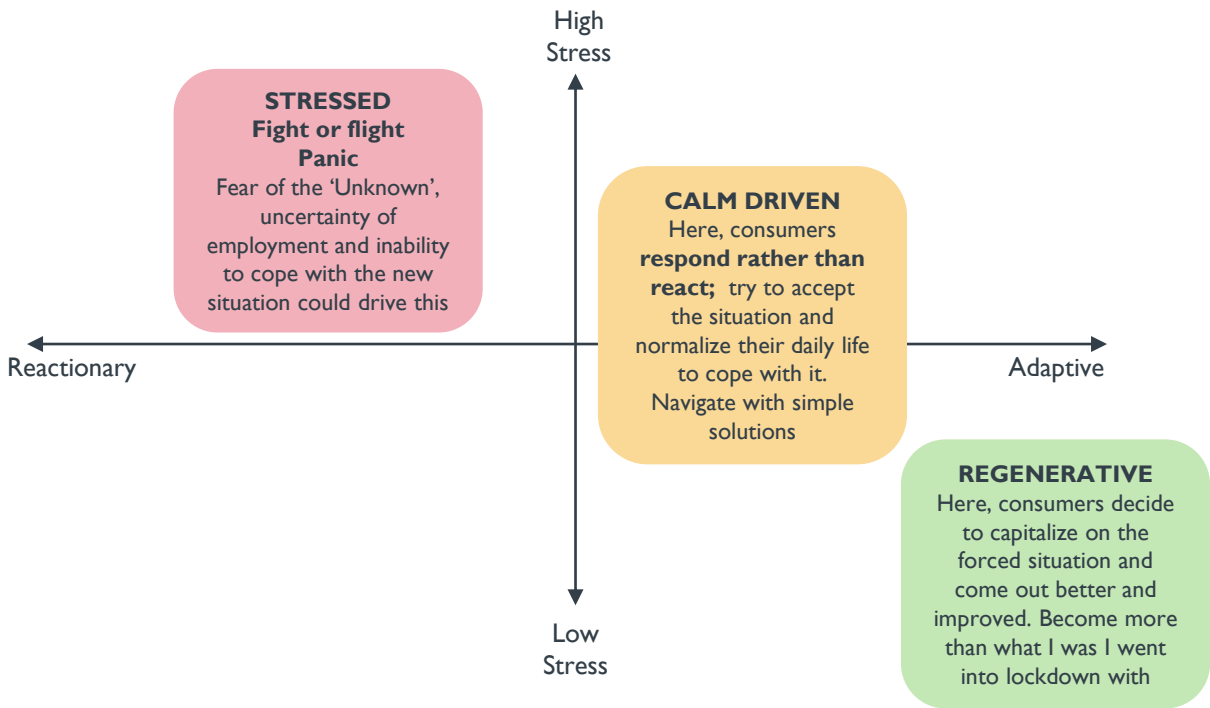 High
Stress
STRESSED
Fight or flight
Panic
Fear of the ‘Unknown’,
uncertainty of
employment and inability
to cope with the new
situation could drive this
CALM DRIVEN
Here, consumers
respond rather than
react; try to accept
the situation and
normalize their daily life
to cope with it.
Navigate with simple
solutions
Reactionary
Adaptive
REGENERATIVE
Here, consumers decide
to capitalize on the
forced situation and
come out better and
improved. Become more
than what I was I went
into lockdown with
Low
Stress